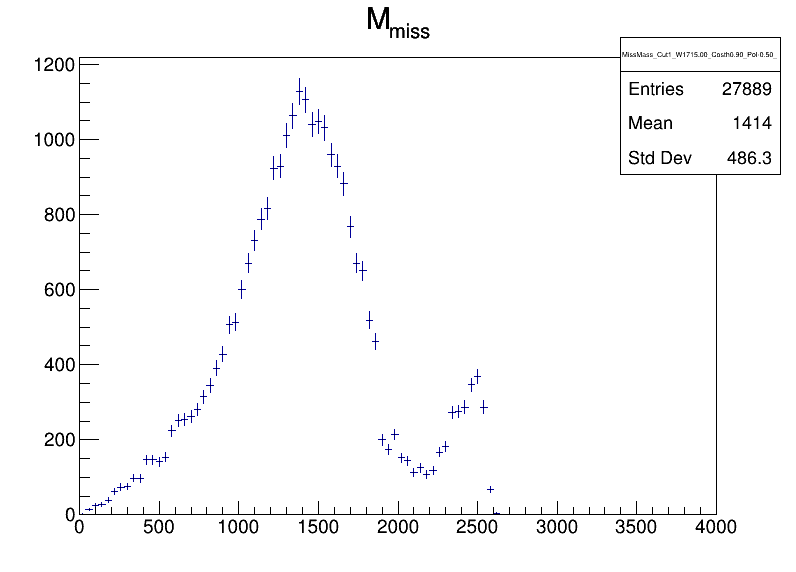 M_miss
MissMass_Cut1_W1715.00_Costh0.90_Pol-0.50_
Entries 27889
Mean 1414
Std Dev 486.3
1200
1000
800
600
400
200
0
0 500 1000 1500 2000 2500 3000 3500 4000